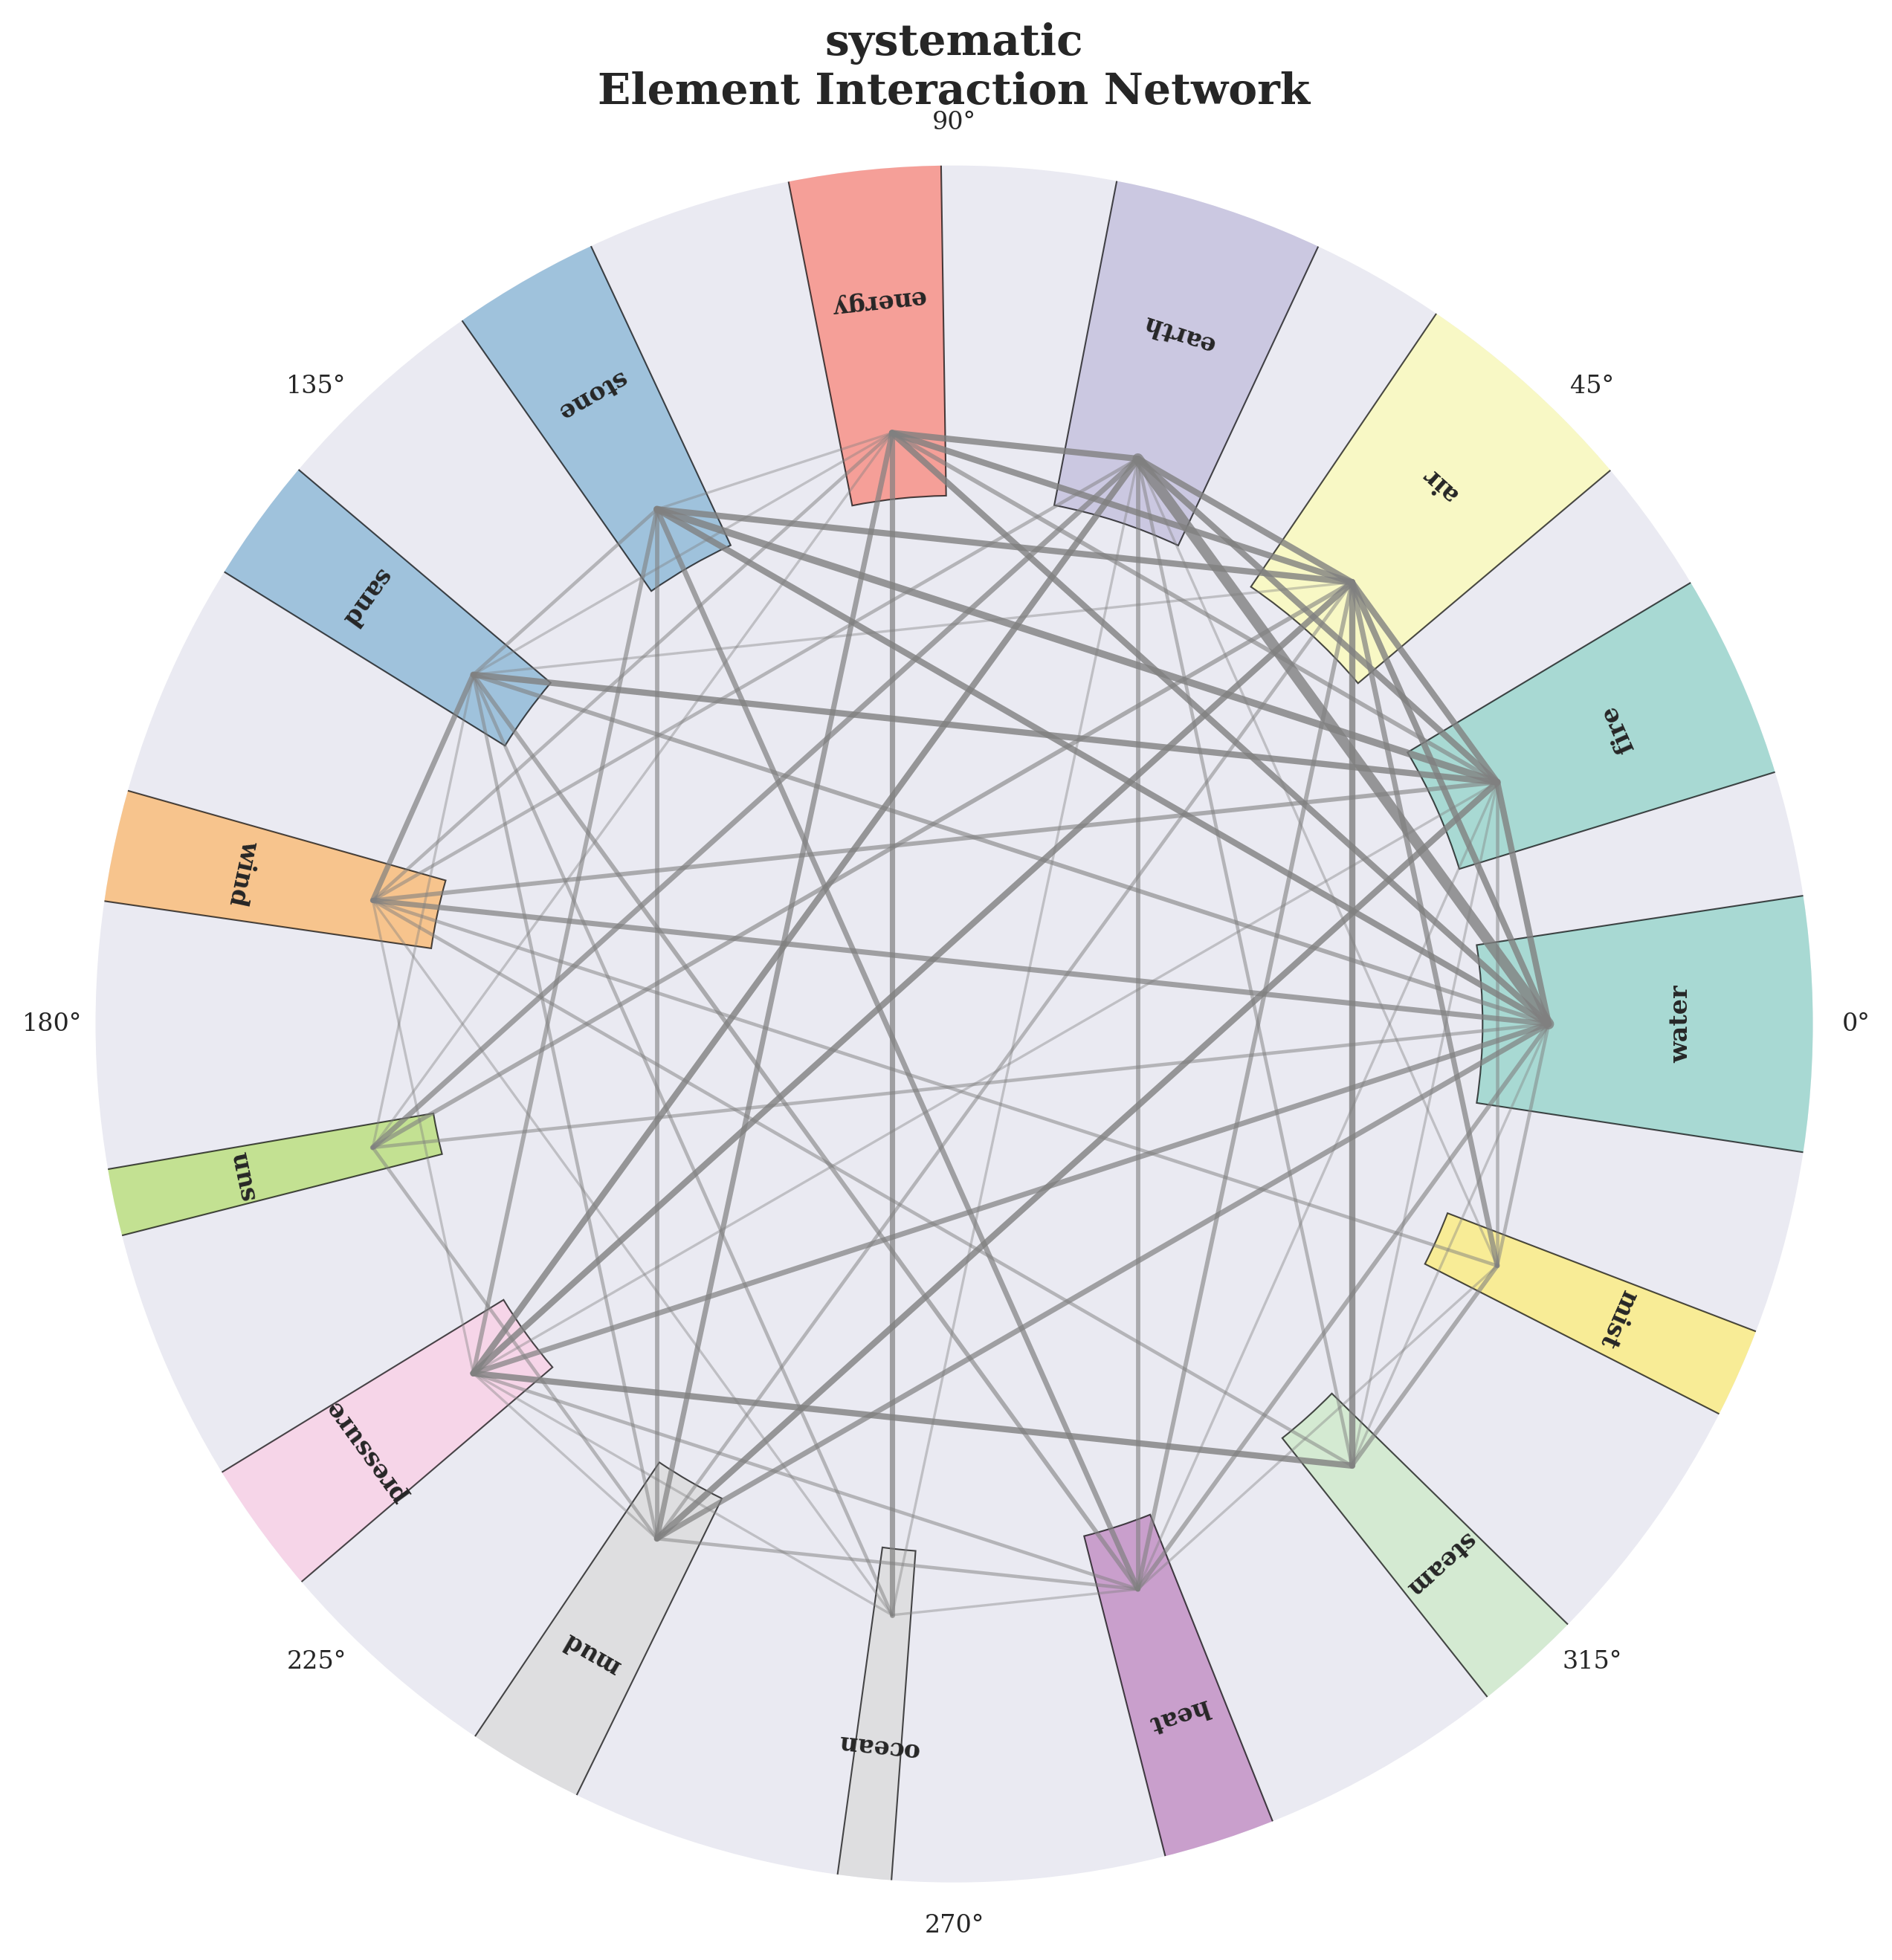 systematic
Element Interaction Network
90°
energy
earth
stone
135°
45°
air
sand
fire
wind
180°
0°
water
sun
mist
pressure
steam
225°
315°
mud
heat
ocean
270°